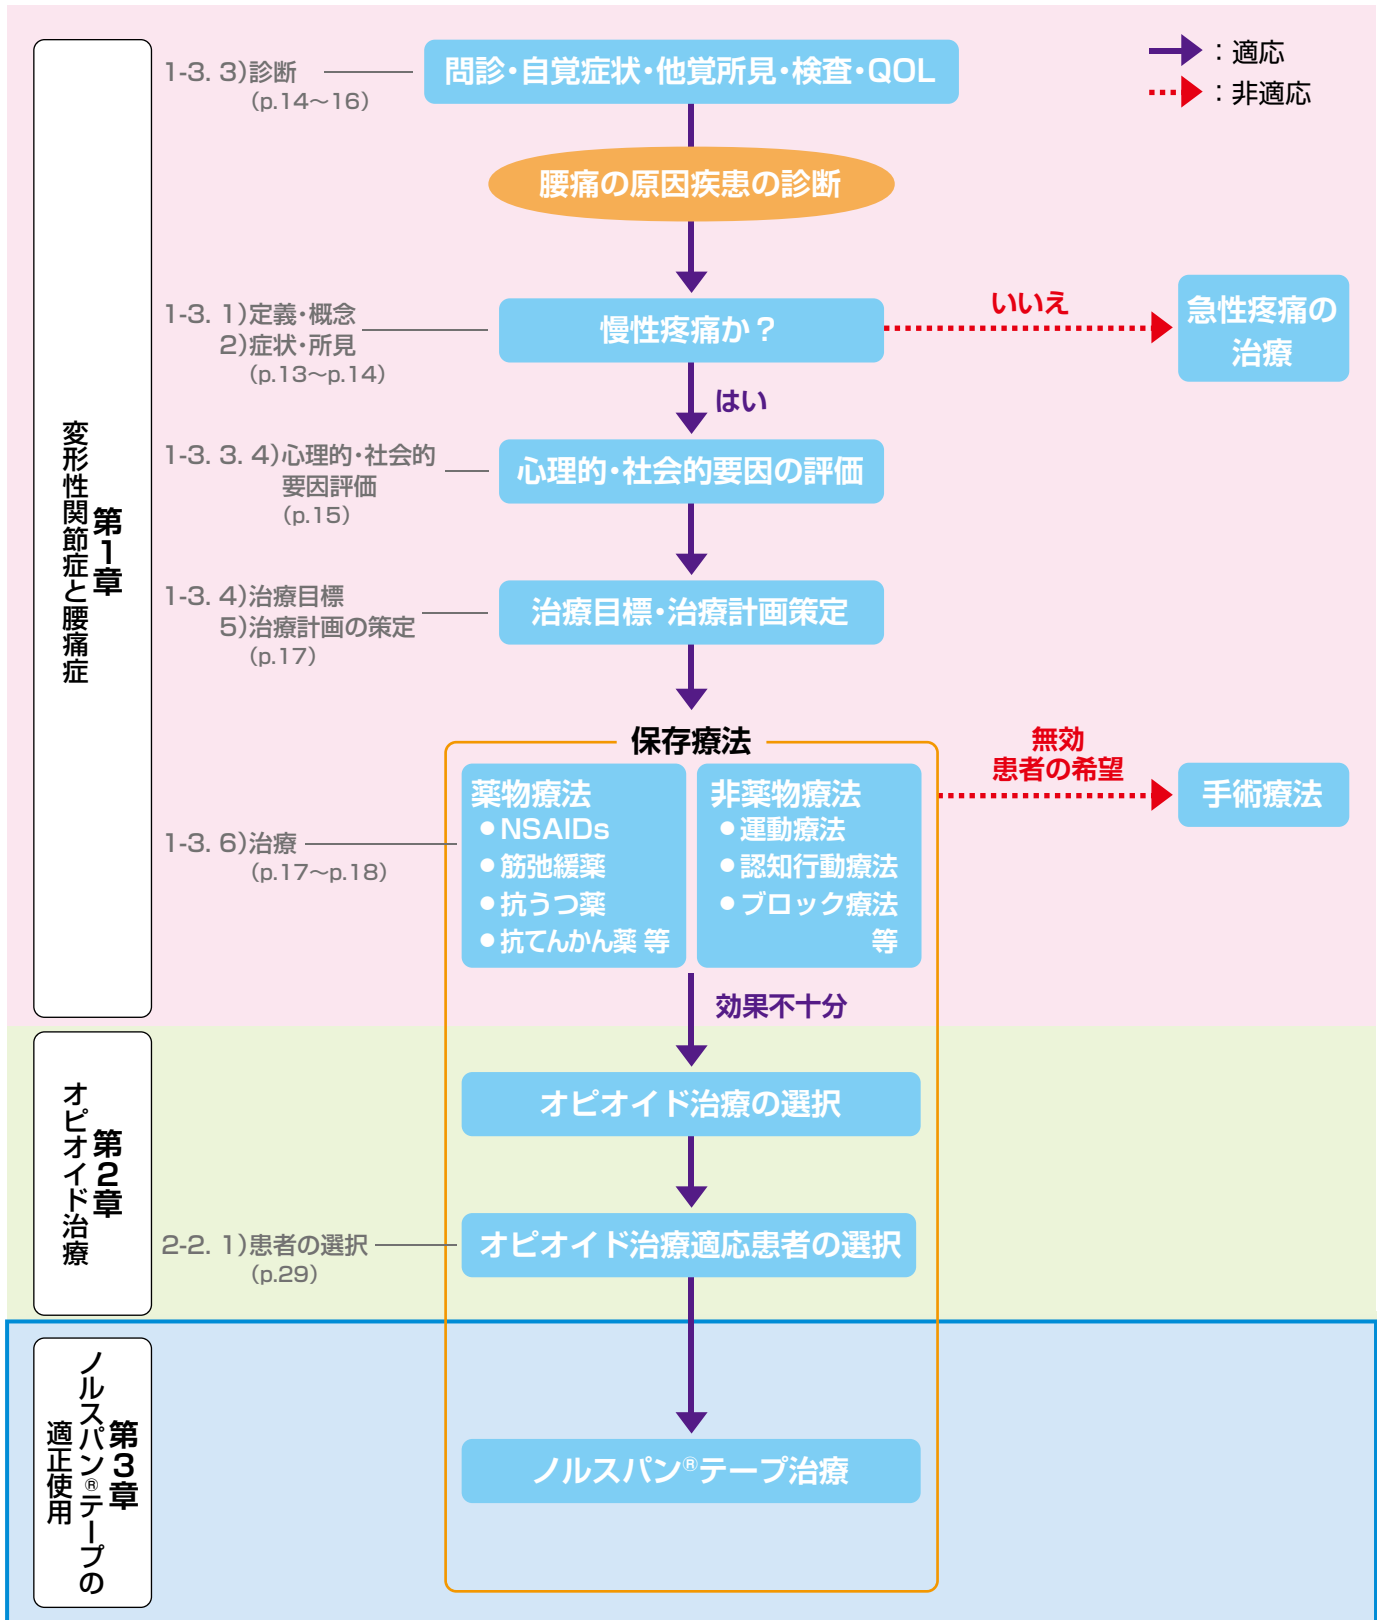 第1章
変形性関節症と腰痛症
1-3. 3)診断
(p.14～16)
問診・自覚症状・他覚所見・検査・QOL
：適応
：非適応
腰痛の原因疾患の診断
1-3. 1)定義・概念
2)症状・所見
(p.13～p.14)
慢性疼痛か？
いいえ
急性疼痛の
治療
はい
1-3. 3. 4)心理的・社会的
要因評価
(p.15)
心理的・社会的要因の評価
1-3. 4)治療目標
5)治療計画の策定
(p.17)
治療目標・治療計画策定
保存療法
無効
患者の希望
手術療法
1-3. 6)治療
(p.17～p.18)
薬物療法
●NSAIDs
●筋弛緩薬
●抗うつ薬
●抗てんかん薬 等
非薬物療法
●運動療法
●認知行動療法
●ブロック療法
等
効果不十分
第2章
オピオイド治療
オピオイド治療の選択
2-2. 1)患者の選択
(p.29)
オピオイド治療適応患者の選択
第3章
ノルスパン®テープの
適正使用
ノルスパン®テープ治療